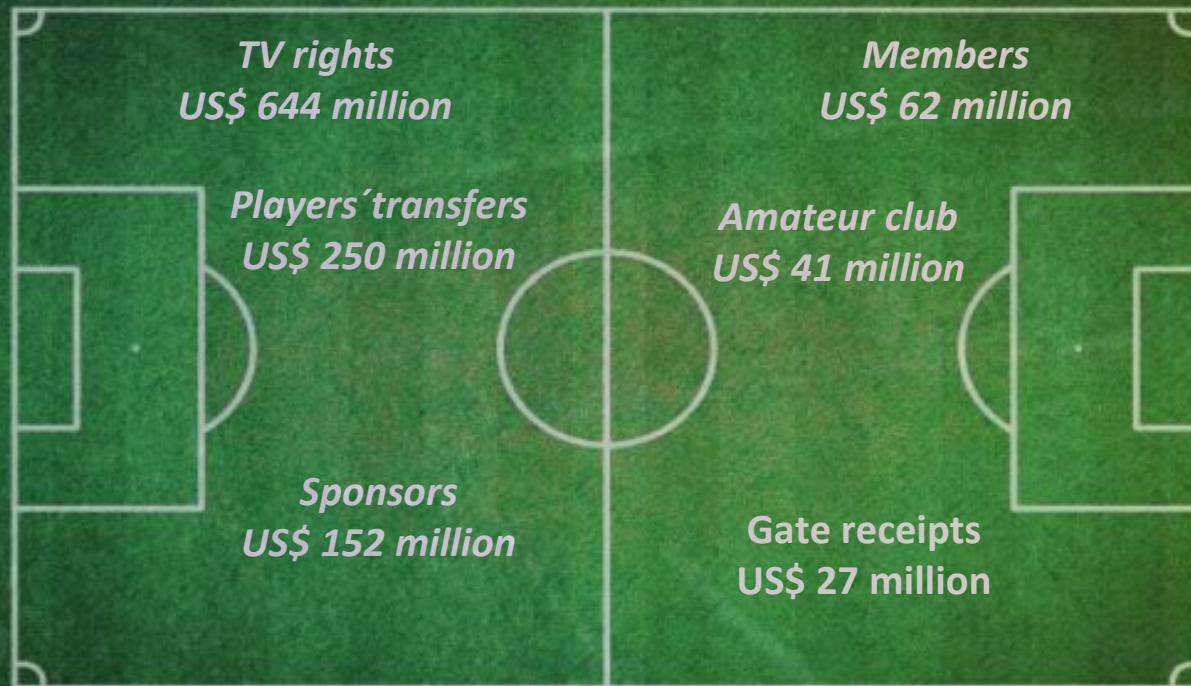 TV rights
US$ 644 million
Members
US$ 62 million
Players´transfers
US$ 250 million
Amateur club
US$ 41 million
Sponsors
US$ 152 million
Gate receipts
US$ 27 million